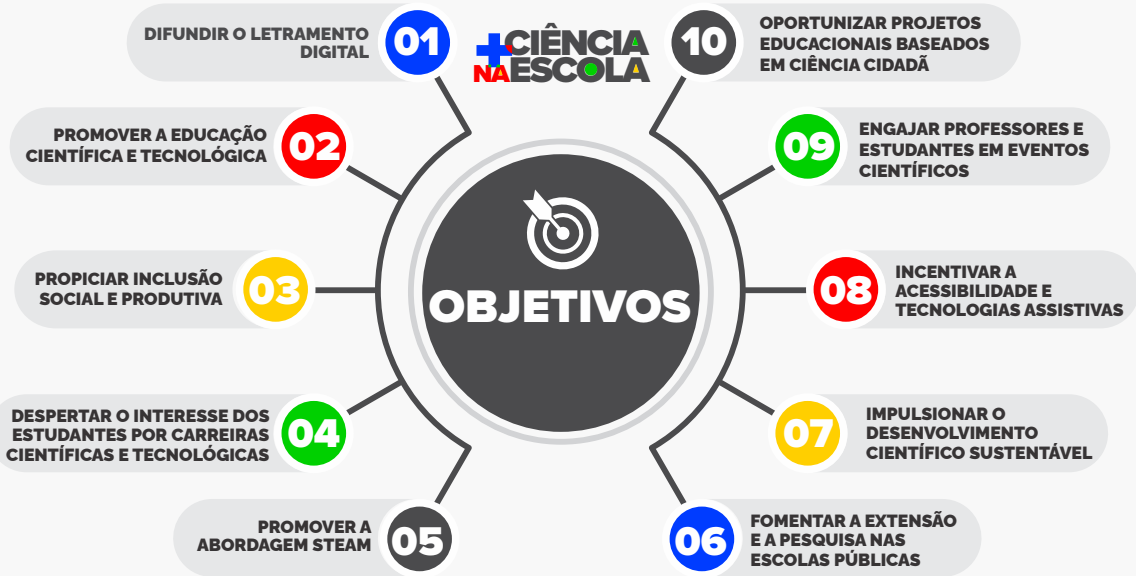 +CIÊNCIA
NAESCOLA
OBJETIVOS
01
DIFUNDIR O LETRAMENTO
DIGITAL
02
PROMOVER A EDUCAÇÃO
CIENTÍFICA E TECNOLÓGICA
03
PROPICIAR INCLUSÃO
SOCIAL E PRODUTIVA
04
DESPERTAR O INTERESSE DOS
ESTUDANTES POR CARREIRAS
CIENTÍFICAS E TECNOLÓGICAS
05
PROMOVER A
ABORDAGEM STEAM
06
FOMENTAR A EXTENSÃO
E A PESQUISA NAS
ESCOLAS PÚBLICAS
07
IMPULSIONAR O
DESENVOLVIMENTO
CIENTÍFICO SUSTENTÁVEL
08
INCENTIVAR A
ACESSIBILIDADE E
TECNOLOGIAS ASSISTIVAS
09
ENGAJAR PROFESSORES E
ESTUDANTES EM EVENTOS
CIENTÍFICOS
10
OPORTUNIZAR PROJETOS
EDUCACIONAIS BASEADOS
EM CIÊNCIA CIDADÃ